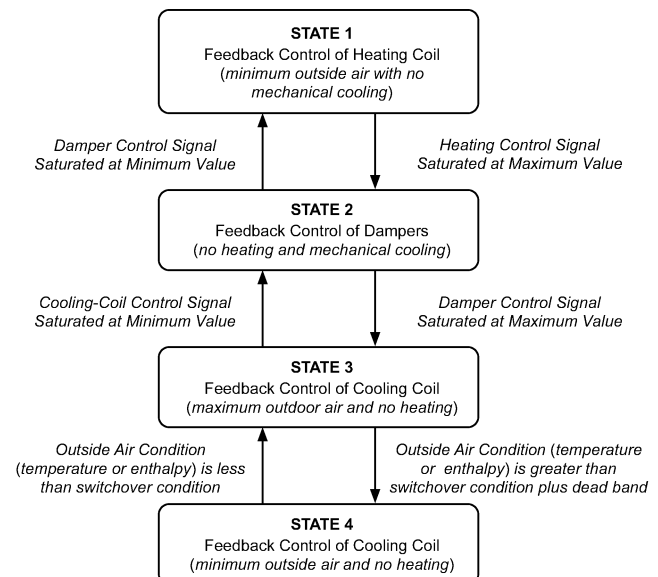 STATE 1
Feedback Control of Heating Coil
(minimum outside air with no
mechanical cooling)
Damper Control Signal
Saturated at Minimum Value
Heating Control Signal
Saturated at Maximum Value
STATE 2
Feedback Control of Dampers
(no heating and mechanical cooling)
Cooling-Coil Control Signal
Saturated at Minimum Value
Damper Control Signal
Saturated at Maximum Value
STATE 3
Feedback Control of Cooling Coil
(maximum outdoor air and no heating)
Outside Air Condition
(temperature or enthalpy) is less
than switchover condition
Outside Air Condition (temperature
or enthalpy) is greater than
switchover condition plus dead band
STATE 4
Feedback Control of Cooling Coil
(minimum outside air and no heating)